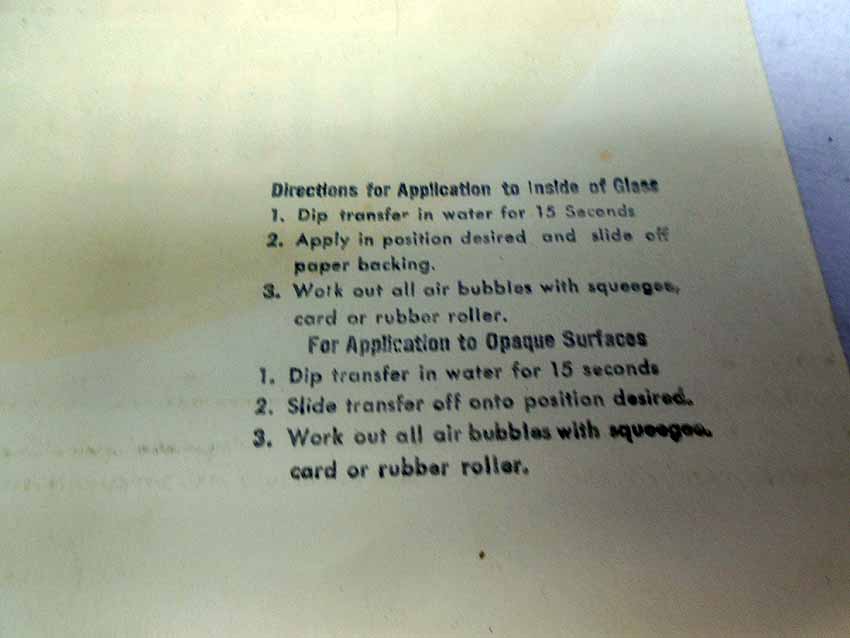 Directions for Application to Inside of Glass
1. Dip transfer in water for 15 Seconds
2. Apply in position desired and slide off
paper backing.
3. Work out all air bubbles with squeegee,
card or rubber roller.
For Application to Opaque Surfaces
1. Dip transfer in water for 15 seconds
2. Slide transfer off onto position desired.
3. Work out all air bubbles with squeegee.
card or rubber roller.